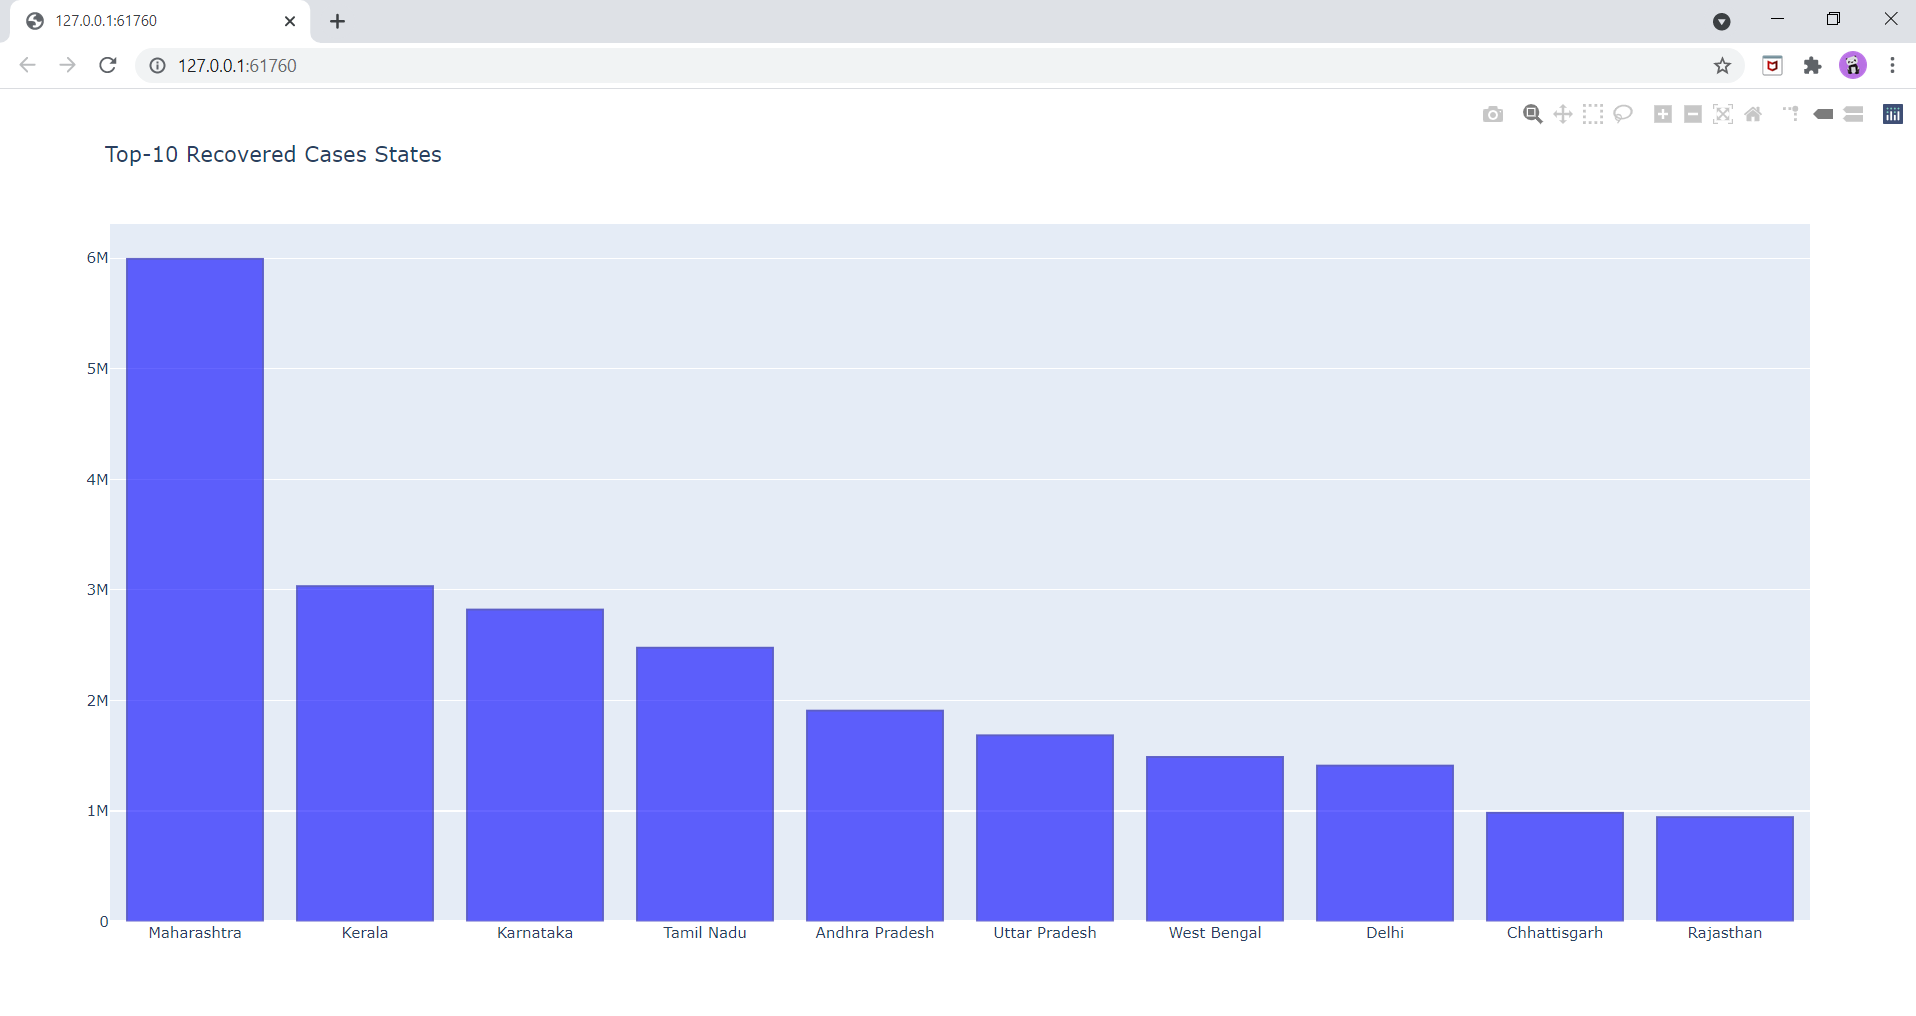 127.0.0.1:61760
127.0.0.1:61760
Top-10 Recovered Cases States
6M
5M
4M
3M
2M
1M
0
Maharashtra Kerala Karnataka Tamil Nadu Andhra Pradesh Uttar Pradesh West Bengal Delhi Chhattisgarh Rajasthan